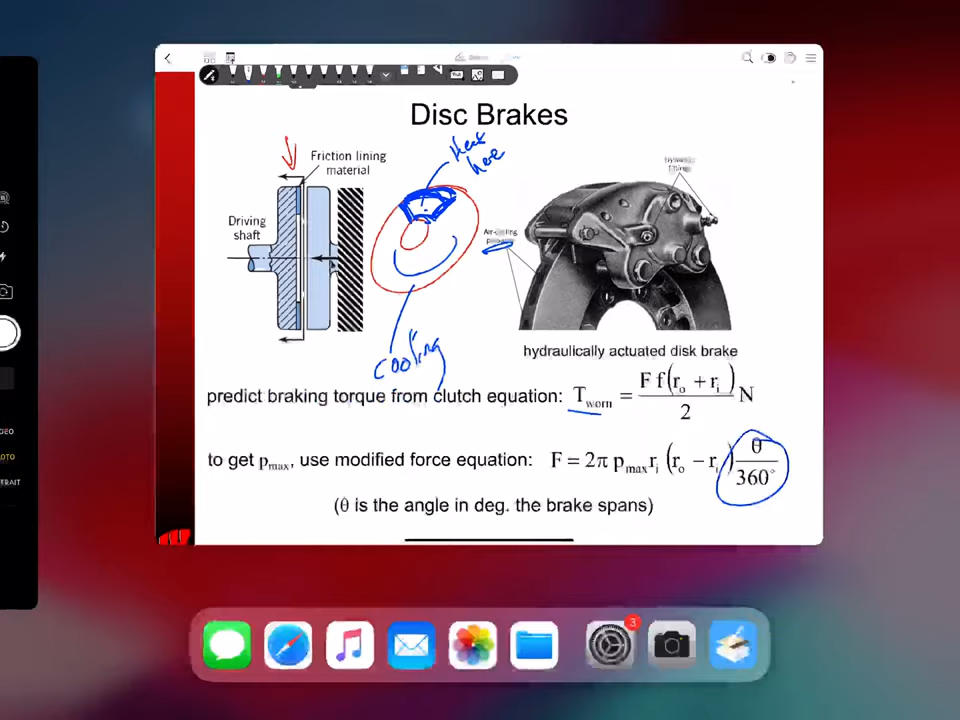 Disc Brakes
Heat
here
Friction lining
material
Driving
shaft
cooling
hydraulically actuated disk brake
predict braking torque from clutch equation: T_worn = F f(r_o + r_i) / 2 N
to get p_max, use modified force equation: F = 2π p_max r_i (r_o − r_i) θ / 360°
(θ is the angle in deg. the brake spans)
3